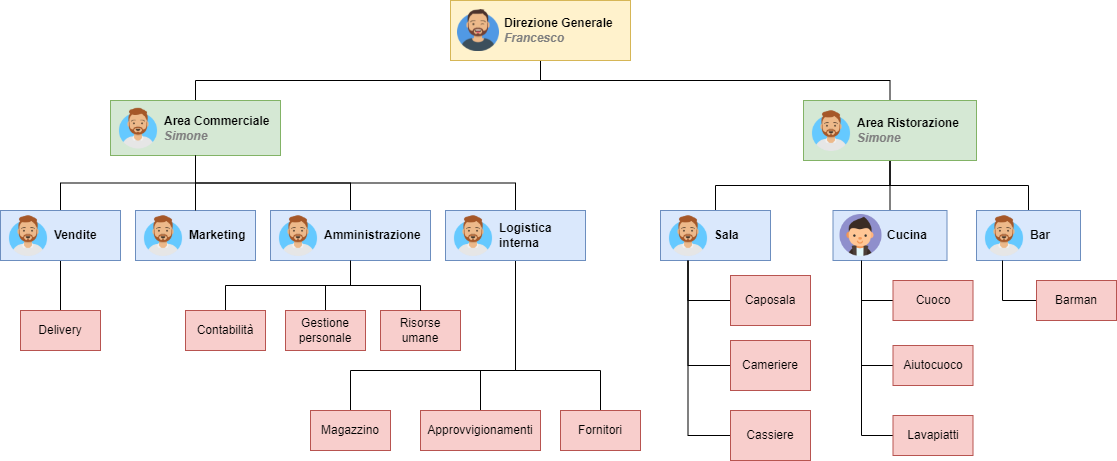 Direzione Generale
Francesco
Area Commerciale
Simone
Area Ristorazione
Simone
Vendite
Marketing
Amministrazione
Logistica
interna
Sala
Cucina
Bar
Delivery
Contabilità
Gestione
personale
Risorse
umane
Magazzino
Approvvigionamenti
Fornitori
Caposala
Cameriere
Cassiere
Cuoco
Aiutocuoco
Lavapiatti
Barman